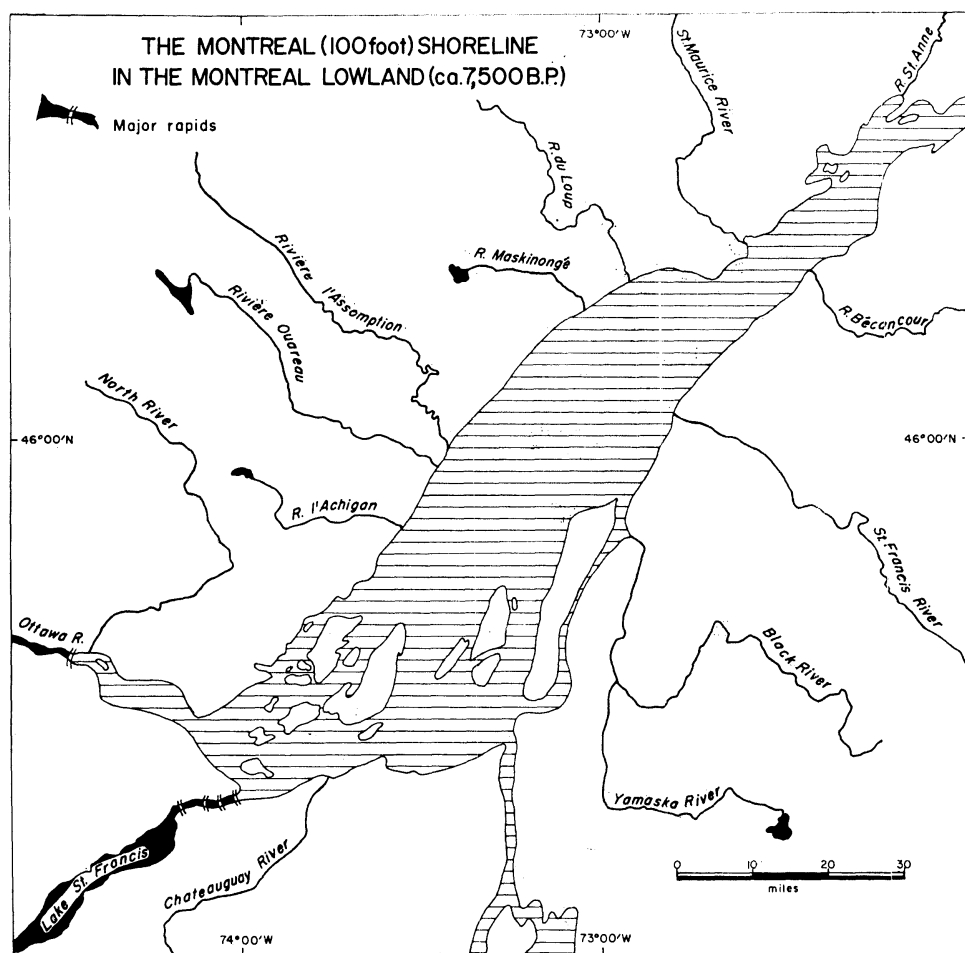 THE MONTREAL (100 foot) SHORELINE
IN THE MONTREAL LOWLAND (ca. 7,500 B.P.)
Major rapids
73°00'W
St. Maurice River
R. St. Anne
R. du Loup
R. Maskinongé
Rivière l'Assomption
Rivière Ouareau
R. Bécancour
North River
46°00'N
46°00'N
R. l'Achigan
St. Francis River
Ottawa R.
Black River
Yamaska River
Lake St. Francis
Chateauguay River
0 10 20 30
miles
74°00'W
73°00'W